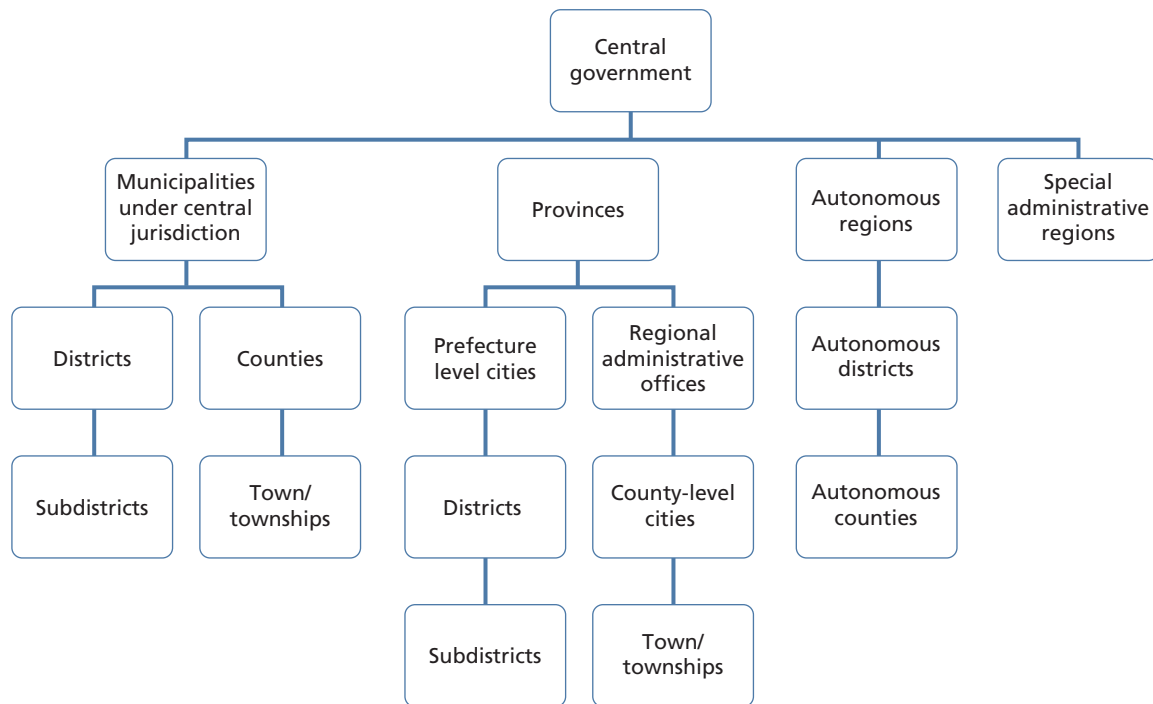 Central
government
Municipalities
under central
jurisdiction
Provinces
Autonomous
regions
Special
administrative
regions
Districts
Counties
Prefecture
level cities
Regional
administrative
offices
Autonomous
districts
Subdistricts
Town/
townships
Districts
County-level
cities
Autonomous
counties
Subdistricts
Town/
townships